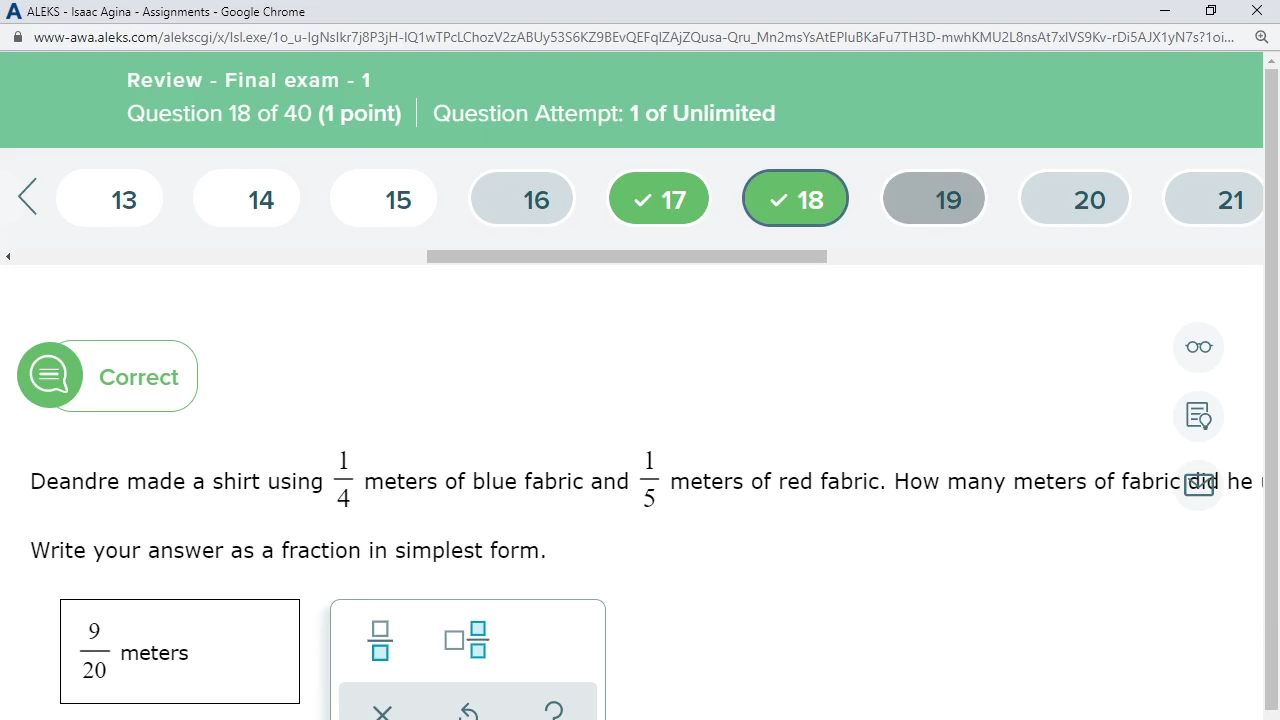 ALEKS - Isaac Agina - Assignments - Google Chrome
www-awa.aleks.com/alekscgi/x/Isl.exe/1o_u-IgNsIkr7j8P3jH-IQ1wTPcLChozV2zABUy53S6KZ9BEvQEFqIZAjZQusa-Qru_Mn2msYsAtEPIuBKaFu7TH3D-mwhKMU2L8nsAt7xIVS9Kv-rDi5AJX1yN7s?1oi...
Review - Final exam - 1
Question 18 of 40 (1 point) | Question Attempt: 1 of Unlimited
13 14 15 16 ✓ 17 ✓ 18 19 20 21
Correct
Deandre made a shirt using 1/4 meters of blue fabric and 1/5 meters of red fabric. How many meters of fabric did he
Write your answer as a fraction in simplest form.
9/20 meters